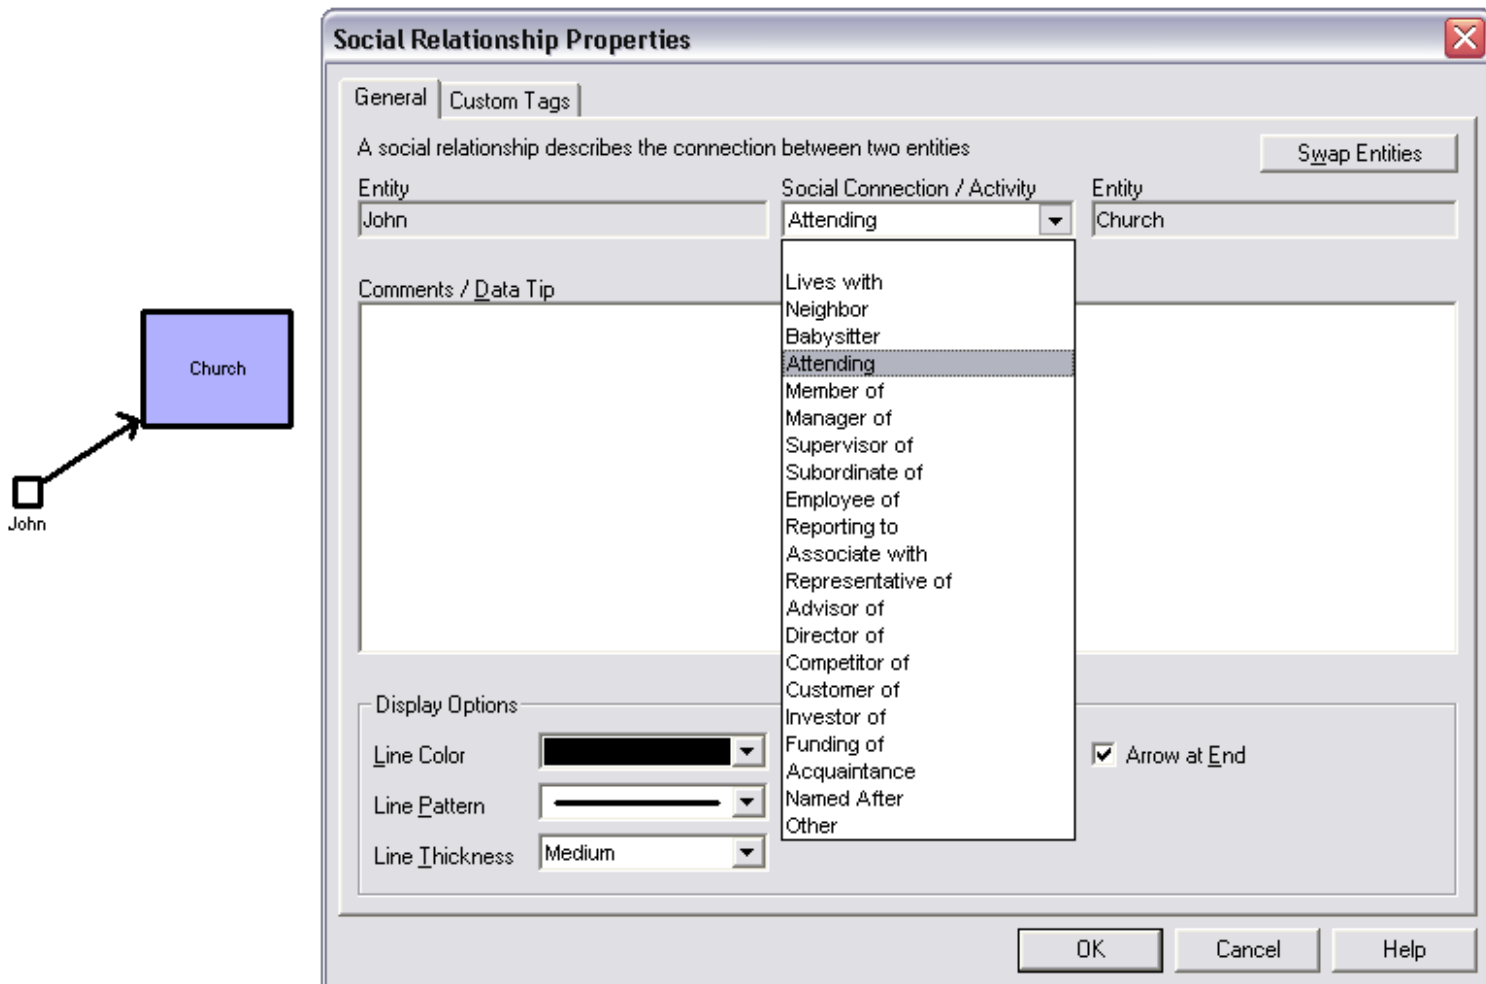 Social Relationship Properties
General
Custom Tags
A social relationship describes the connection between two entities
Swap Entities
Entity
Social Connection / Activity
Entity
John
Attending
Church
Comments / Data Tip
Lives with
Neighbor
Babysitter
Attending
Member of
Manager of
Supervisor of
Subordinate of
Employee of
Reporting to
Associate with
Representative of
Advisor of
Director of
Competitor of
Customer of
Investor of
Funding of
Acquaintance
Named After
Other
Church
John
Display Options
Line Color
Arrow at End
Line Pattern
Line Thickness
Medium
OK
Cancel
Help